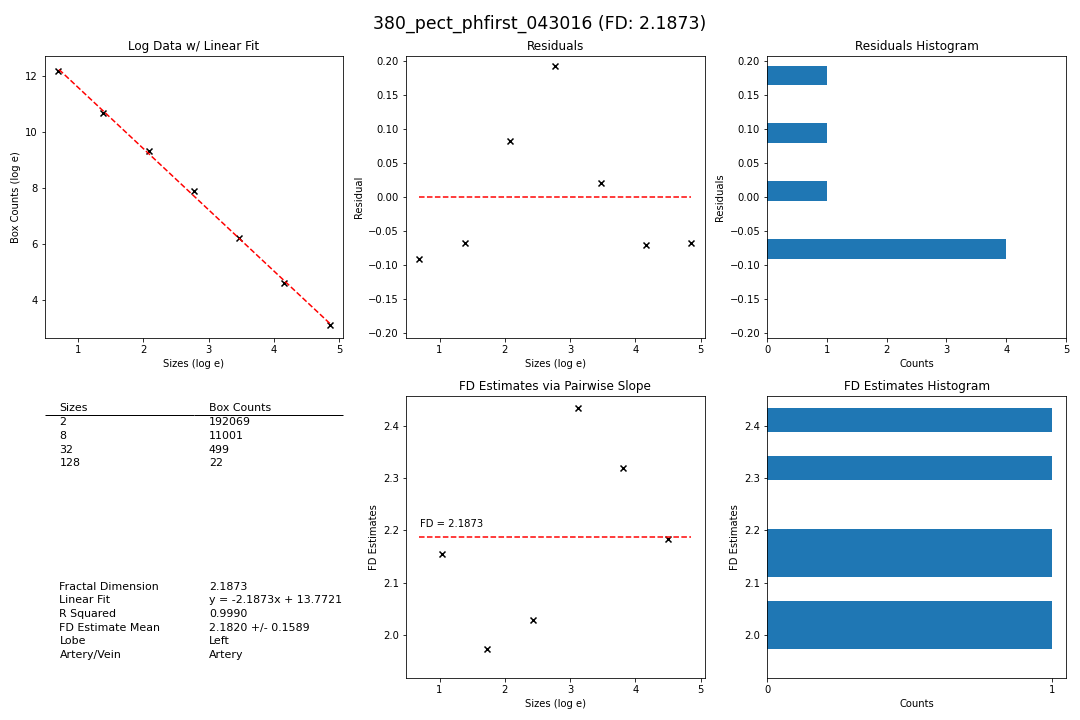 380_pect_phfirst_043016 (FD: 2.1873)
Log Data w/ Linear Fit
Box Counts (log e)
12
10
8
6
4
1 2 3 4 5
Sizes (log e)
Residuals
Residual
0.20
0.15
0.10
0.05
0.00
−0.05
−0.10
−0.15
−0.20
1 2 3 4 5
Sizes (log e)
Residuals Histogram
Residuals
0.20
0.15
0.10
0.05
0.00
−0.05
−0.10
−0.15
−0.20
0 1 2 3 4 5
Counts
Sizes Box Counts
2 192069
8 11001
32 499
128 22
Fractal Dimension 2.1873
Linear Fit y = -2.1873x + 13.7721
R Squared 0.9990
FD Estimate Mean 2.1820 +/- 0.1589
Lobe Left
Artery/Vein Artery
FD Estimates via Pairwise Slope
FD Estimates
2.4
2.3
2.2
2.1
2.0
FD = 2.1873
1 2 3 4 5
Sizes (log e)
FD Estimates Histogram
FD Estimates
2.4
2.3
2.2
2.1
2.0
0 1
Counts